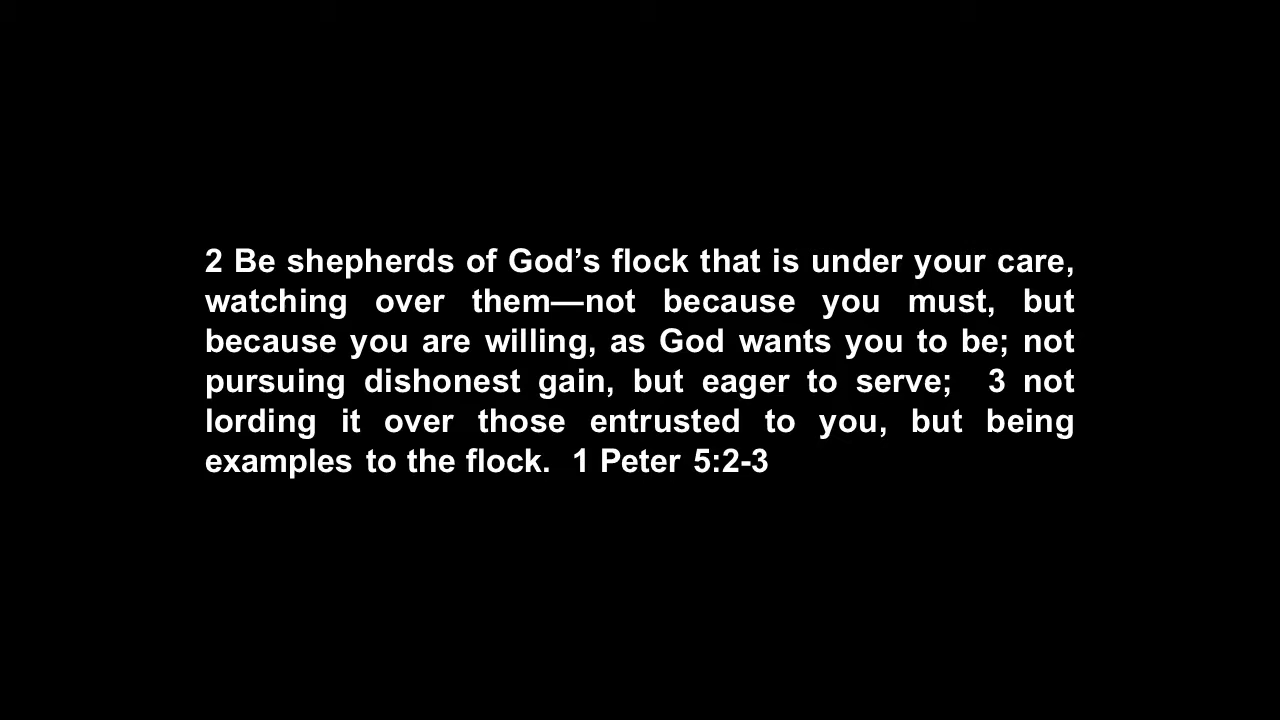 2 Be shepherds of God’s flock that is under your care,
watching over them—not because you must, but
because you are willing, as God wants you to be; not
pursuing dishonest gain, but eager to serve;  3 not
lording it over those entrusted to you, but being
examples to the flock.  1 Peter 5:2-3